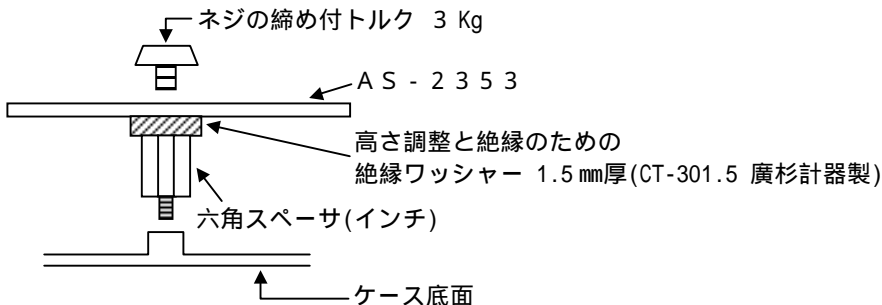 ネジの締め付トルク 3 Kg
AS-2353
高さ調整と絶縁のための
絶縁ワッシャー 1.5㎜厚(CT-301.5 廣杉計器製)
六角スペーサ(インチ)
ケース底面